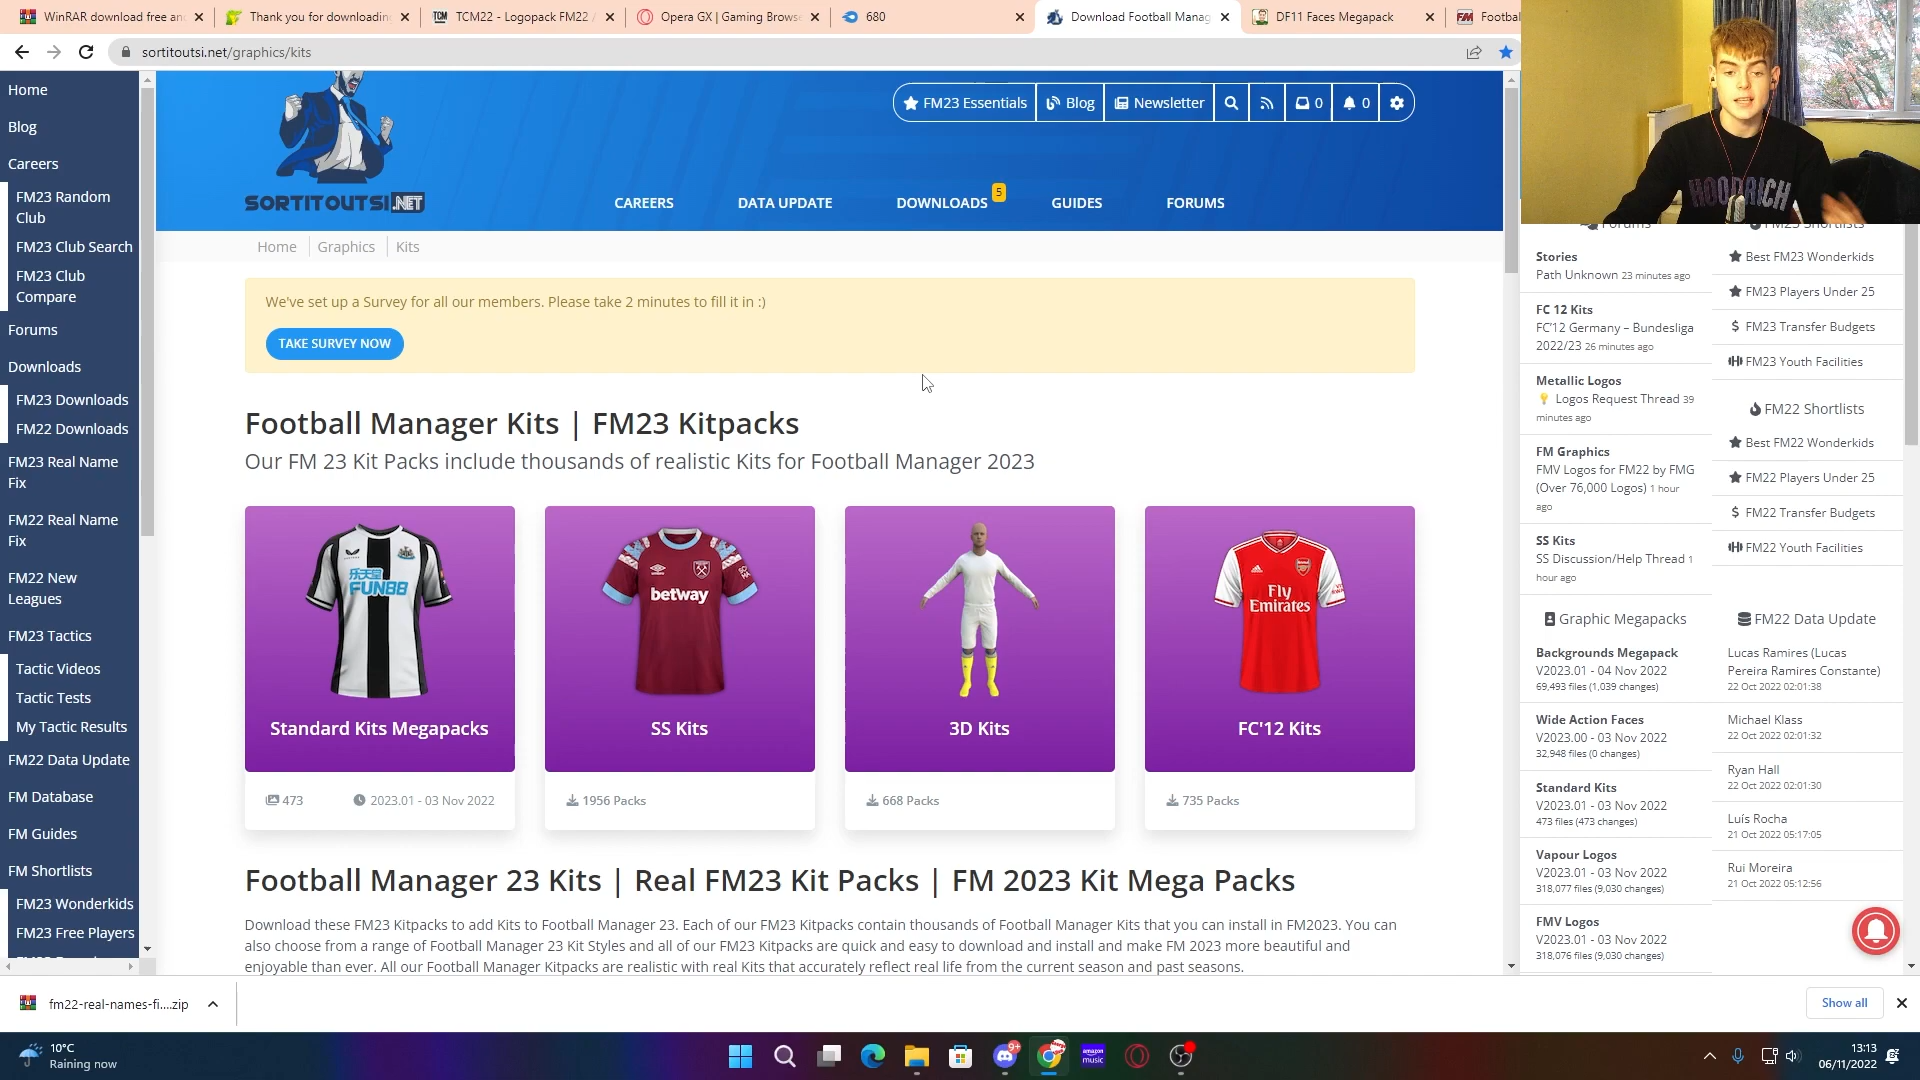 WinRAR download free an
Thank you for downloadin
TCM22 - Logopack FM22 /
Opera GX | Gaming Browse
680
Download Football Manag
DF11 Faces Megapack
Footbal
sortitoutsi.net/graphics/kits
Home
Blog
Careers
FM23 Random
Club
FM23 Club Search
FM23 Club
Compare
Forums
Downloads
FM23 Downloads
FM22 Downloads
FM23 Real Name
Fix
FM22 Real Name
Fix
FM22 New
Leagues
FM23 Tactics
Tactic Videos
Tactic Tests
My Tactic Results
FM22 Data Update
FM Database
FM Guides
FM Shortlists
FM23 Wonderkids
FM23 Free Players
SORTITOUTSI.NET
FM23 Essentials
Blog
Newsletter
0
0
CAREERS
DATA UPDATE
DOWNLOADS
5
GUIDES
FORUMS
Home
Graphics
Kits
We've set up a Survey for all our members. Please take 2 minutes to fill it in :)
TAKE SURVEY NOW
Football Manager Kits | FM23 Kitpacks
Our FM 23 Kit Packs include thousands of realistic Kits for Football Manager 2023
FUN88
Standard Kits Megapacks
473
2023.01 - 03 Nov 2022
betway
SS Kits
1956 Packs
3D Kits
668 Packs
Fly
Emirates
FC'12 Kits
735 Packs
Football Manager 23 Kits | Real FM23 Kit Packs | FM 2023 Kit Mega Packs
Download these FM23 Kitpacks to add Kits to Football Manager 23. Each of our FM23 Kitpacks contain thousands of Football Manager Kits that you can install in FM2023. You can
also choose from a range of Football Manager 23 Kit Styles and all of our FM23 Kitpacks are quick and easy to download and install and make FM 2023 more beautiful and
enjoyable than ever. All our Football Manager Kitpacks are realistic with real Kits that accurately reflect real life from the current season and past seasons.
HOODRICH
Forums
Stories
Path Unknown 23 minutes ago
FC 12 Kits
FC'12 Germany – Bundesliga
2022/23 26 minutes ago
Metallic Logos
Logos Request Thread 39
minutes ago
FM Graphics
FMV Logos for FM22 by FMG
(Over 76,000 Logos) 1 hour
ago
SS Kits
SS Discussion/Help Thread 1
hour ago
Graphic Megapacks
Backgrounds Megapack
V2023.01 - 04 Nov 2022
69,493 files (1,039 changes)
Wide Action Faces
V2023.00 - 03 Nov 2022
32,948 files (0 changes)
Standard Kits
V2023.01 - 03 Nov 2022
473 files (473 changes)
Vapour Logos
V2023.01 - 03 Nov 2022
318,077 files (9,030 changes)
FMV Logos
V2023.01 - 03 Nov 2022
318,076 files (9,030 changes)
FM23 Shortlists
Best FM23 Wonderkids
FM23 Players Under 25
FM23 Transfer Budgets
FM23 Youth Facilities
FM22 Shortlists
Best FM22 Wonderkids
FM22 Players Under 25
FM22 Transfer Budgets
FM22 Youth Facilities
FM22 Data Update
Lucas Ramires (Lucas
Pereira Ramires Constante)
22 Oct 2022 02:01:38
Michael Klass
22 Oct 2022 02:01:32
Ryan Hall
22 Oct 2022 02:01:30
Luís Rocha
21 Oct 2022 05:17:05
Rui Moreira
21 Oct 2022 05:12:56
fm22-real-names-fi....zip
Show all
10°C
Raining now
9+
amazon
music
13:13
06/11/2022